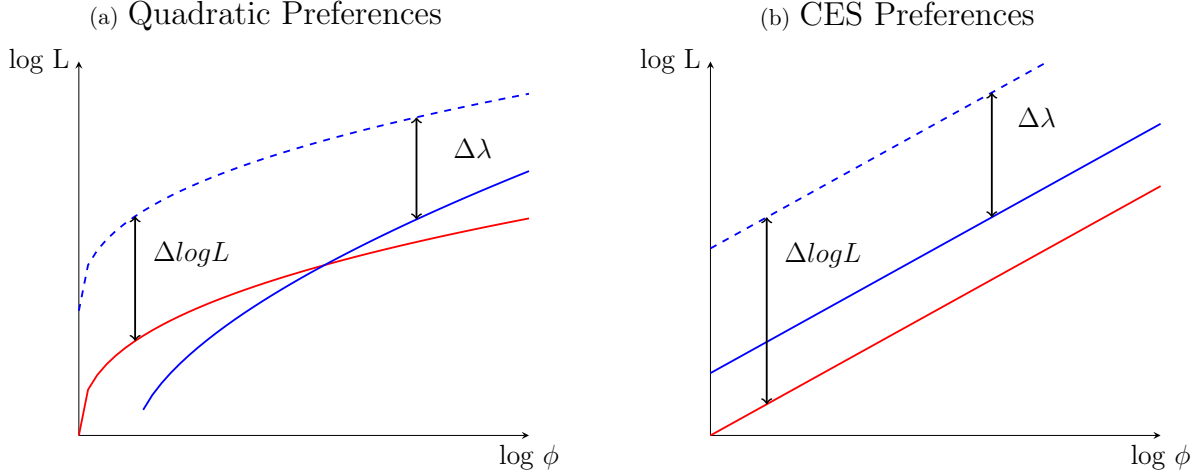 (a) Quadratic Preferences
log L
Δλ
ΔlogL
log ϕ
(b) CES Preferences
log L
Δλ
ΔlogL
log ϕ